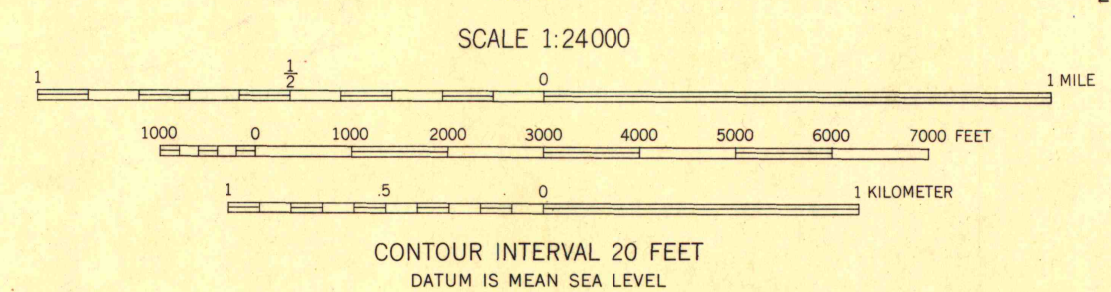 SCALE 1:24000
1 1/2 0 1 MILE
1000 0 1000 2000 3000 4000 5000 6000 7000 FEET
1 .5 0 1 KILOMETER
CONTOUR INTERVAL 20 FEET
DATUM IS MEAN SEA LEVEL